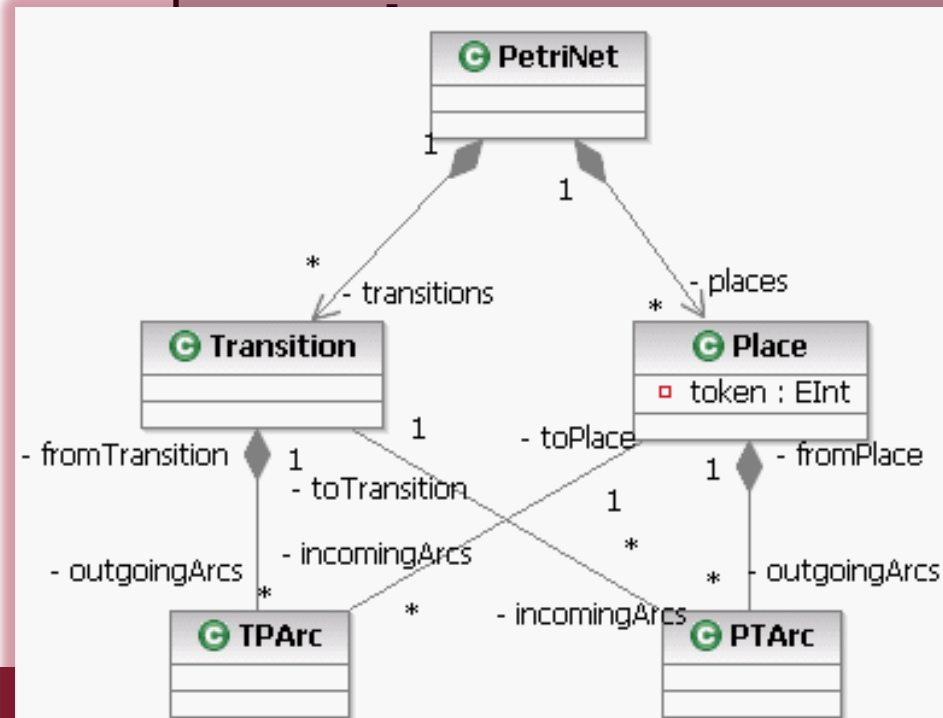 C PetriNet
1
1
*
- transitions
- places
*
C Transition
C Place
token : EInt
- fromTransition
1
1
- toPlace
1
- fromPlace
- toTransition
1
- outgoingArcs
*
- incomingArcs
*
*
- incomingArcs
*
- outgoingArcs
C TPArc
C PTArc